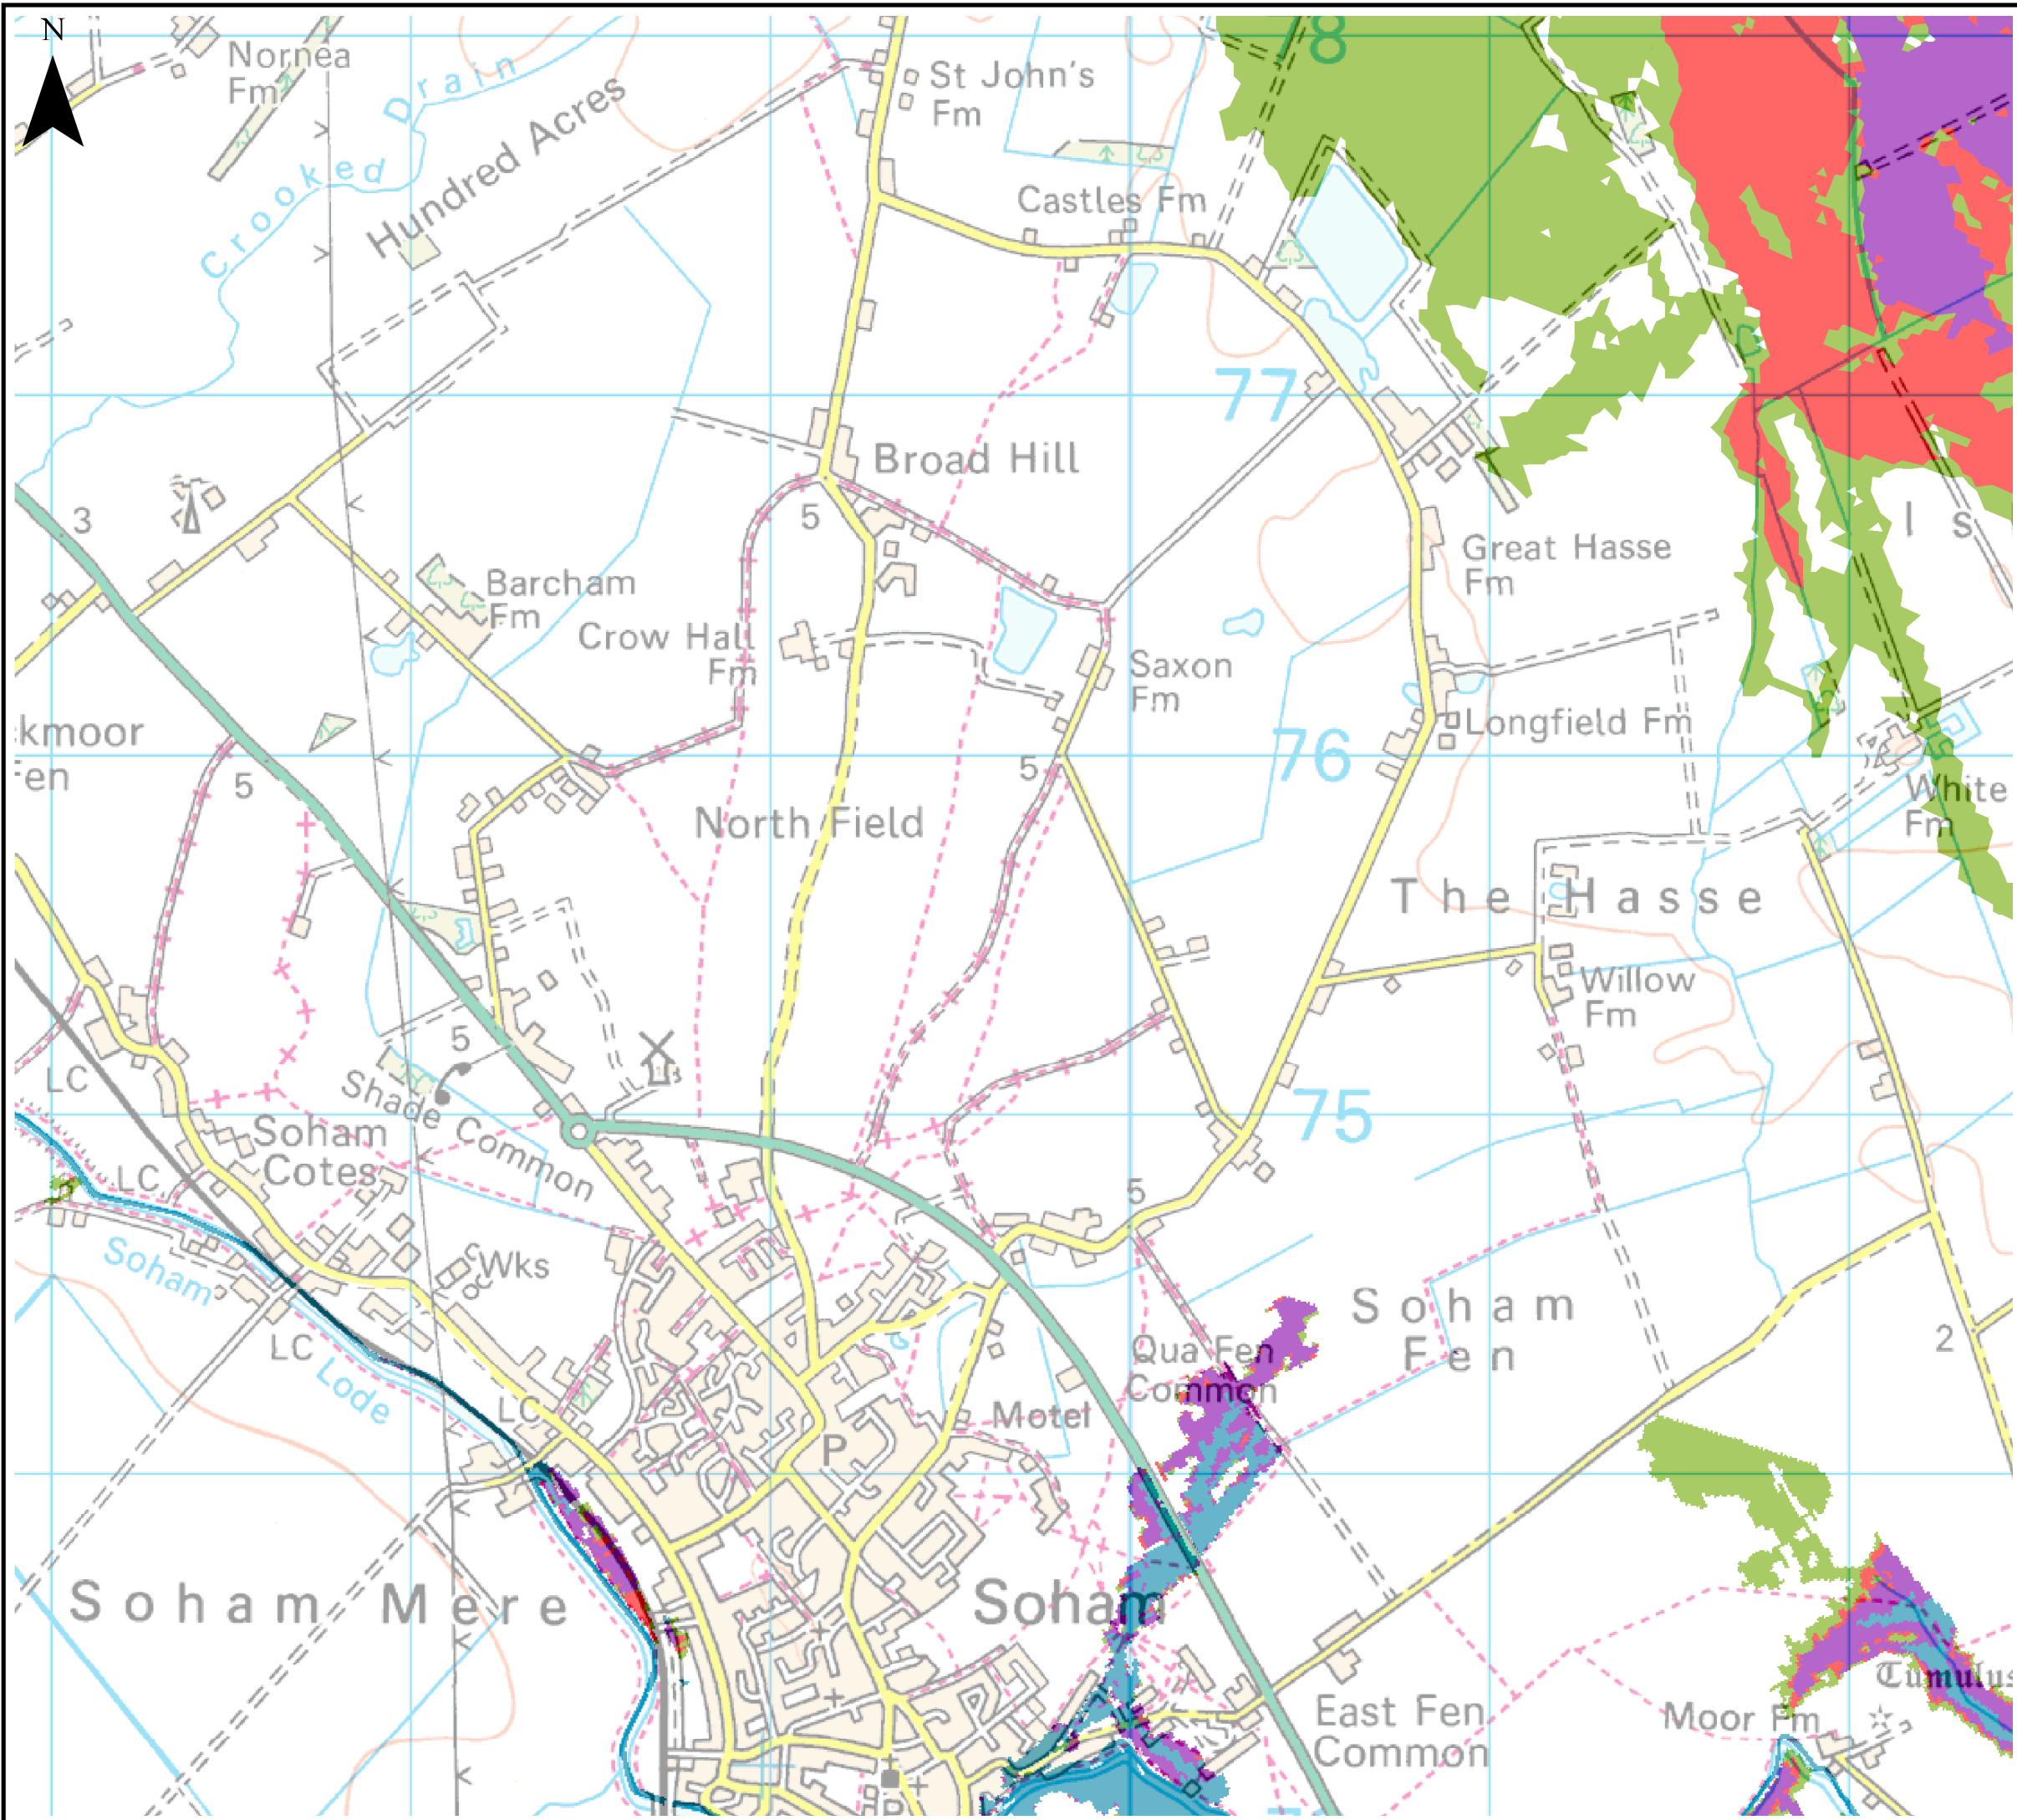 N
Nornea
Fm
Crooked Drain
Hundred Acres
St John's
Fm
78
Castles Fm
77
Broad Hill
3
5
Great Hasse
Fm
Is
Barcham
Fm
Crow Hall
Fm
Saxon
Fm
Longfield Fm
kmoor
Fen
5
5
76
White
Fm
North Field
The Hasse
Willow
Fm
5
LC
Shade Common
75
Soham
Cotes
LC
5
Soham
Lode
Wks
LC
Soham
Fen
Qua Fen
Common
2
LC
Motel
P
Soham Mere
Soham
Tumulus
East Fen
Common
Moor Fm